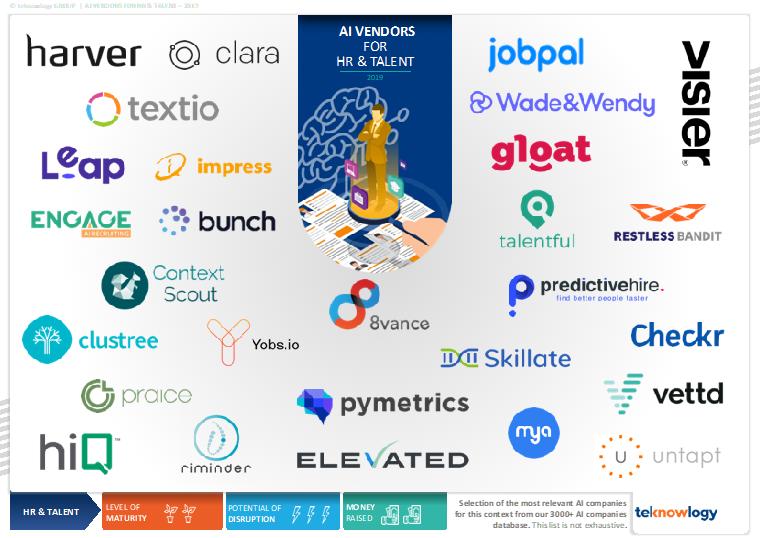 © teknowlogy GROUP | AI VENDORS FOR HR & TALENT – 2019
AI VENDORS
FOR
HR & TALENT
2019
harver
clara
textio
Leap
impress
ENGAGE
AI RECRUITING
bunch
Context
Scout
clustree
Yobs.io
praice
hiQ™
riminder
8vance
pymetrics
ELEVATED
jobpal
Wade&Wendy
VISIER®
gloat
talentful
RESTLESS BANDIT
predictivehire.
find better people faster
Checkr
Skillate
vettd
mya
U untapt
HR & TALENT
LEVEL OF
MATURITY
POTENTIAL OF
DISRUPTION
MONEY
RAISED
Selection of the most relevant AI companies
for this context from our 3000+ AI companies
database. This list is not exhaustive.
teknowlogy